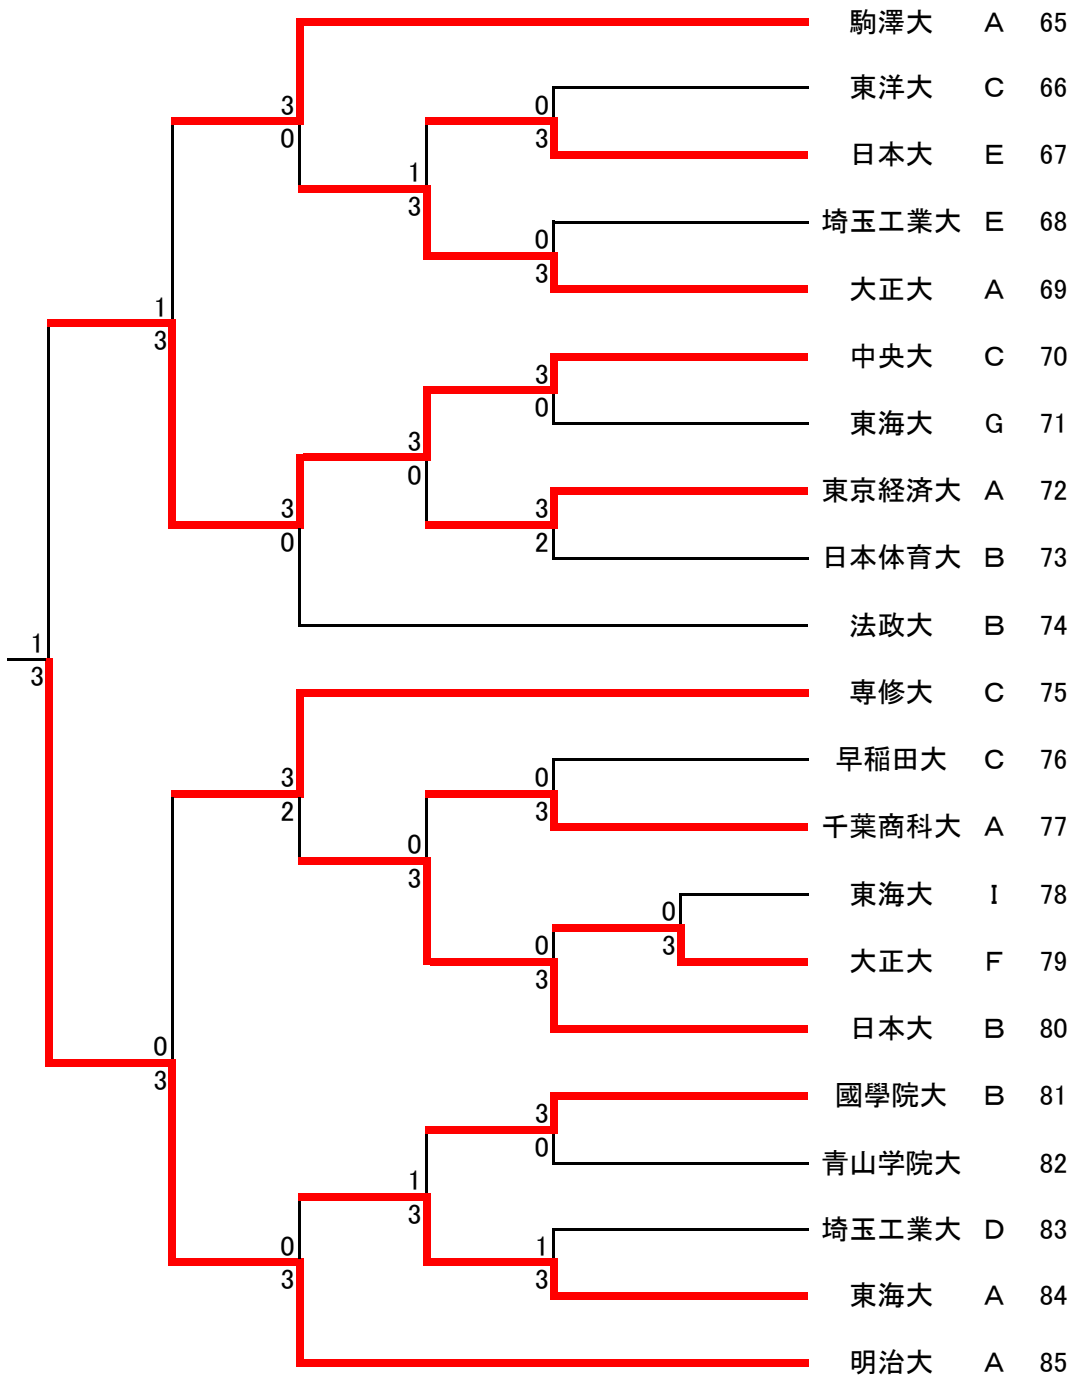 駒澤大 A 65
東洋大 C 66
3
0
0
3
日本大 E 67
1
3
埼玉工業大 E 68
0
3
大正大 A 69
1
3
中央大 C 70
3
0
東海大 G 71
3
0
東京経済大 A 72
3
0
3
2
日本体育大 B 73
法政大 B 74
1
3
専修大 C 75
早稲田大 C 76
3
2
0
3
千葉商科大 A 77
0
3
東海大 I 78
0
3
0
3
大正大 F 79
日本大 B 80
0
3
國學院大 B 81
3
0
青山学院大 82
1
3
埼玉工業大 D 83
0
3
1
3
東海大 A 84
明治大 A 85